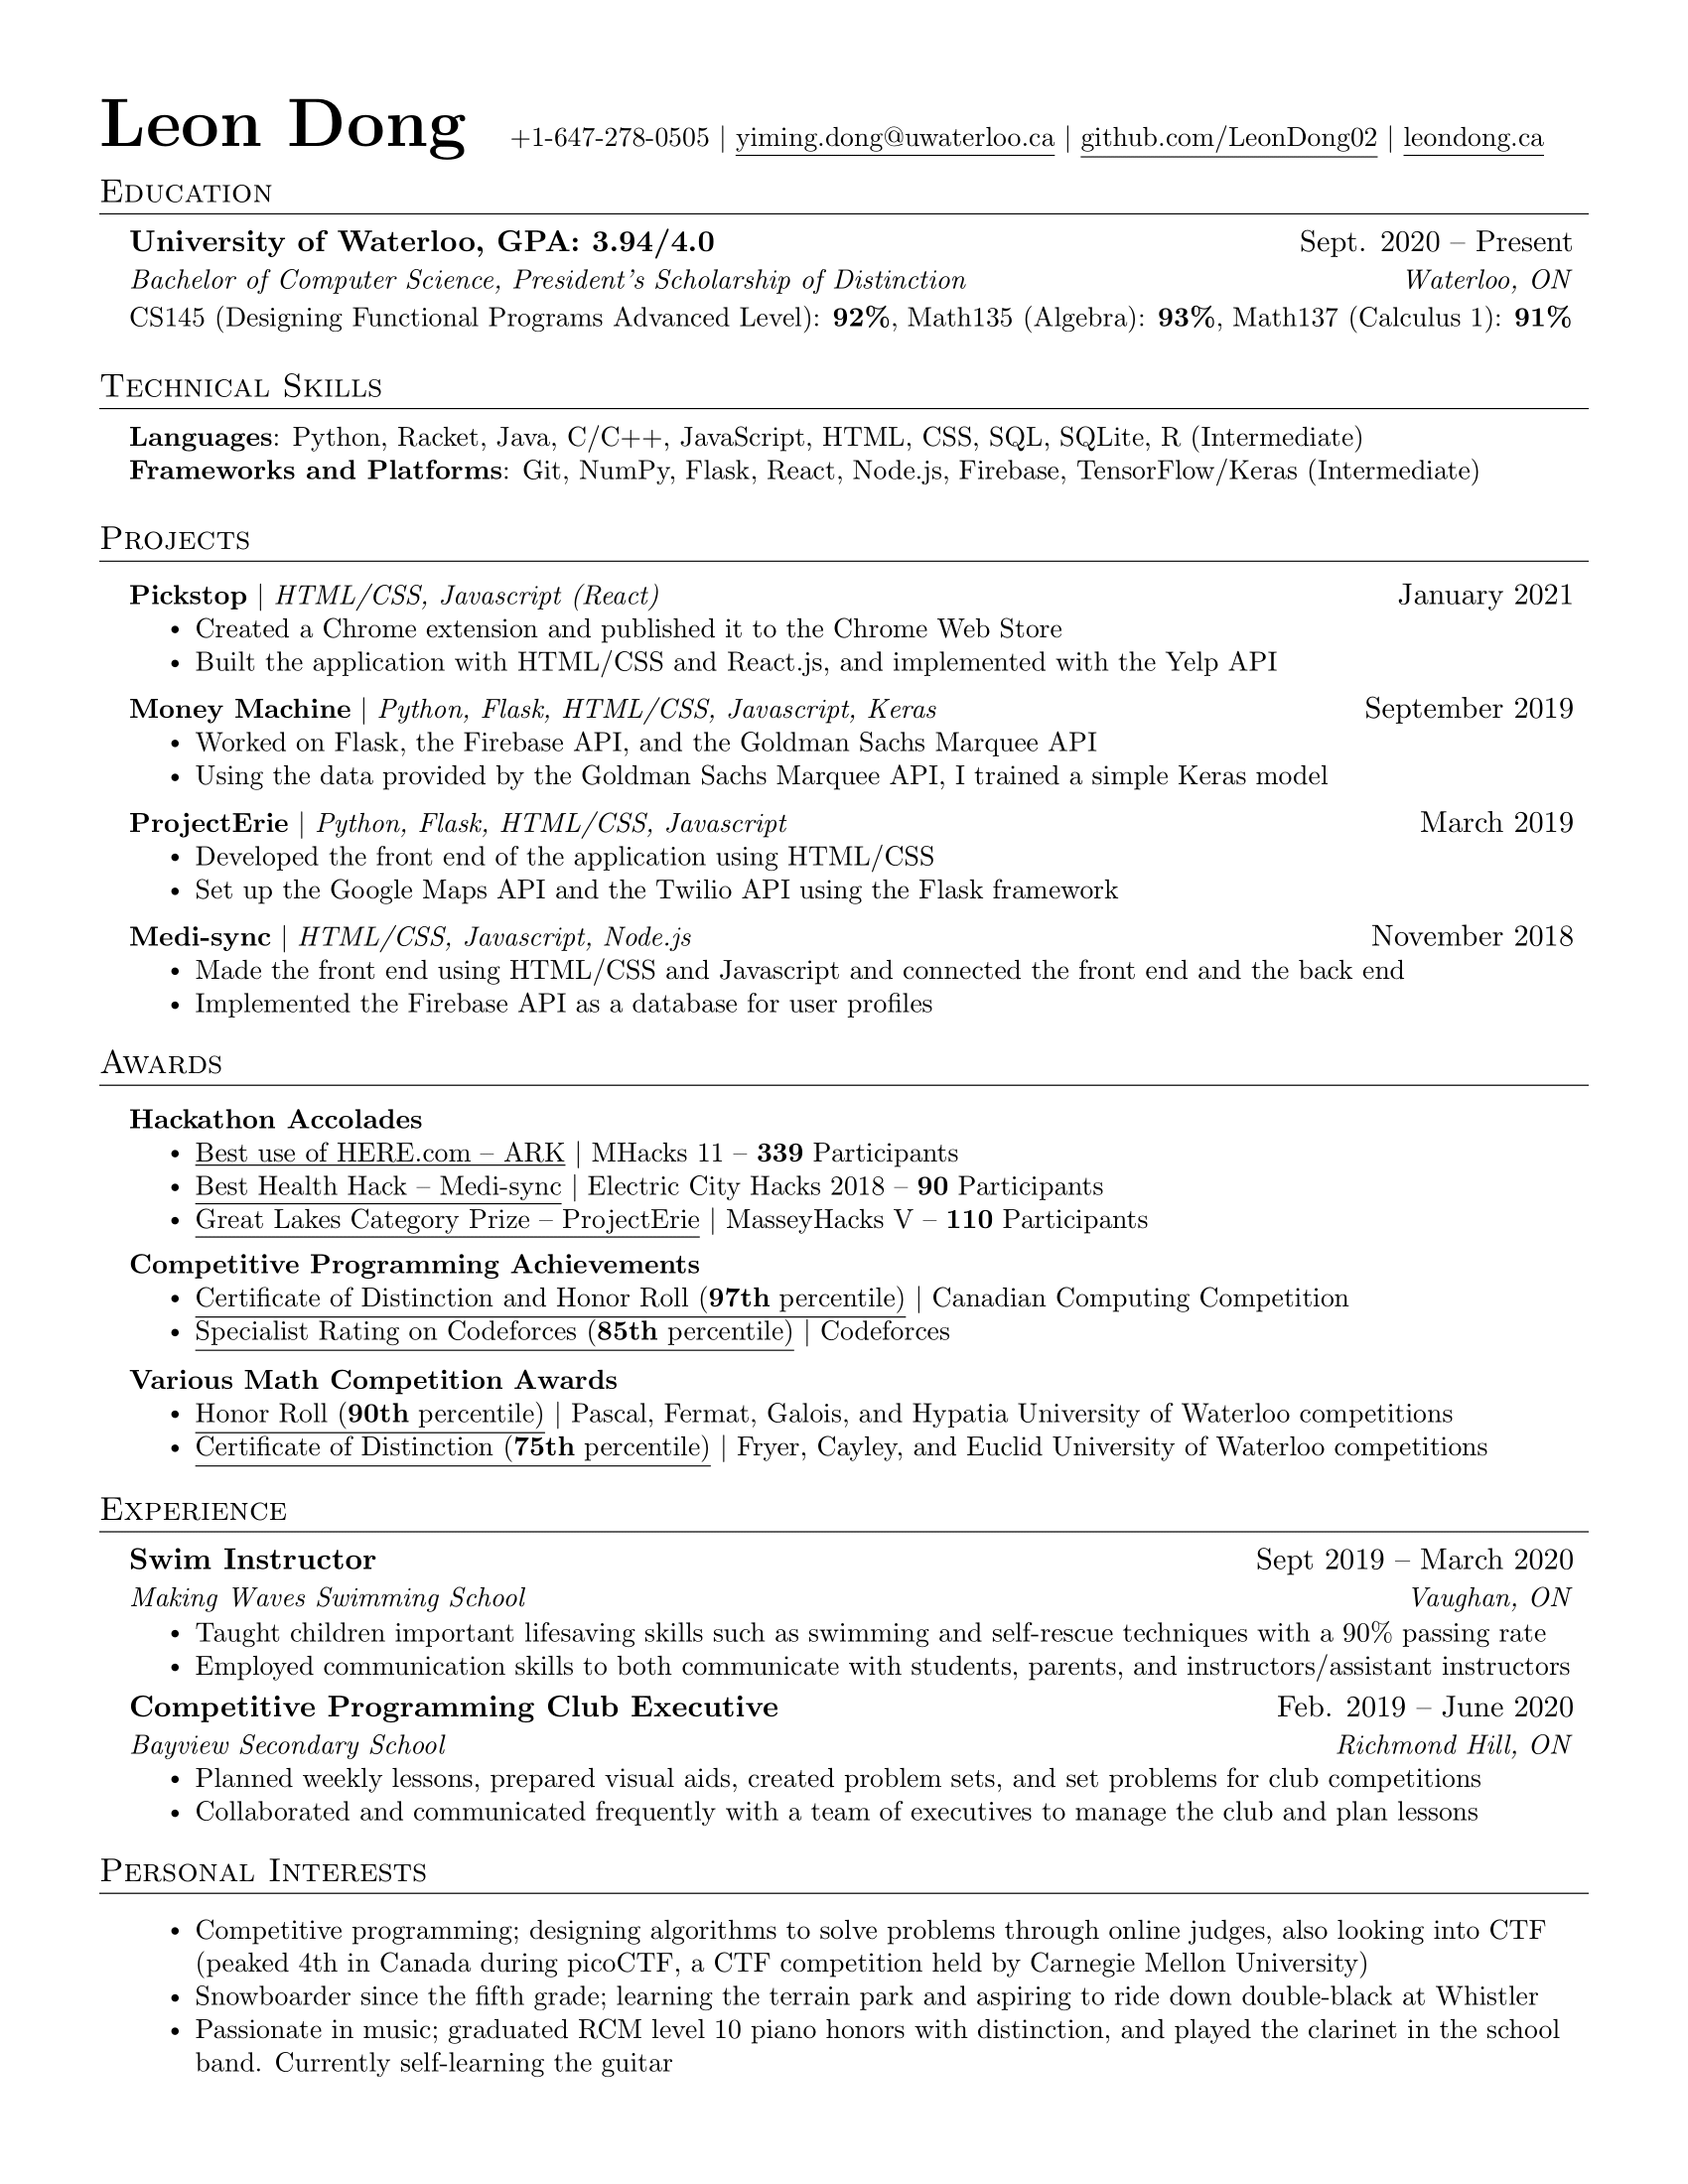 Leon Dong +1-647-278-0505 | yiming.dong@uwaterloo.ca | github.com/LeonDong02 | leondong.ca
Education
University of Waterloo, GPA: 3.94/4.0 Sept. 2020 – Present
Bachelor of Computer Science, President's Scholarship of Distinction Waterloo, ON
CS145 (Designing Functional Programs Advanced Level): 92%, Math135 (Algebra): 93%, Math137 (Calculus 1): 91%
Technical Skills
Languages: Python, Racket, Java, C/C++, JavaScript, HTML, CSS, SQL, SQLite, R (Intermediate)
Frameworks and Platforms: Git, NumPy, Flask, React, Node.js, Firebase, TensorFlow/Keras (Intermediate)
Projects
Pickstop | HTML/CSS, Javascript (React) January 2021
• Created a Chrome extension and published it to the Chrome Web Store
• Built the application with HTML/CSS and React.js, and implemented with the Yelp API
Money Machine | Python, Flask, HTML/CSS, Javascript, Keras September 2019
• Worked on Flask, the Firebase API, and the Goldman Sachs Marquee API
• Using the data provided by the Goldman Sachs Marquee API, I trained a simple Keras model
ProjectErie | Python, Flask, HTML/CSS, Javascript March 2019
• Developed the front end of the application using HTML/CSS
• Set up the Google Maps API and the Twilio API using the Flask framework
Medi-sync | HTML/CSS, Javascript, Node.js November 2018
• Made the front end using HTML/CSS and Javascript and connected the front end and the back end
• Implemented the Firebase API as a database for user profiles
Awards
Hackathon Accolades
• Best use of HERE.com – ARK | MHacks 11 – 339 Participants
• Best Health Hack – Medi-sync | Electric City Hacks 2018 – 90 Participants
• Great Lakes Category Prize – ProjectErie | MasseyHacks V – 110 Participants
Competitive Programming Achievements
• Certificate of Distinction and Honor Roll (97th percentile) | Canadian Computing Competition
• Specialist Rating on Codeforces (85th percentile) | Codeforces
Various Math Competition Awards
• Honor Roll (90th percentile) | Pascal, Fermat, Galois, and Hypatia University of Waterloo competitions
• Certificate of Distinction (75th percentile) | Fryer, Cayley, and Euclid University of Waterloo competitions
Experience
Swim Instructor Sept 2019 – March 2020
Making Waves Swimming School Vaughan, ON
• Taught children important lifesaving skills such as swimming and self-rescue techniques with a 90% passing rate
• Employed communication skills to both communicate with students, parents, and instructors/assistant instructors
Competitive Programming Club Executive Feb. 2019 – June 2020
Bayview Secondary School Richmond Hill, ON
• Planned weekly lessons, prepared visual aids, created problem sets, and set problems for club competitions
• Collaborated and communicated frequently with a team of executives to manage the club and plan lessons
Personal Interests
• Competitive programming; designing algorithms to solve problems through online judges, also looking into CTF
(peaked 4th in Canada during picoCTF, a CTF competition held by Carnegie Mellon University)
• Snowboarder since the fifth grade; learning the terrain park and aspiring to ride down double-black at Whistler
• Passionate in music; graduated RCM level 10 piano honors with distinction, and played the clarinet in the school
band. Currently self-learning the guitar